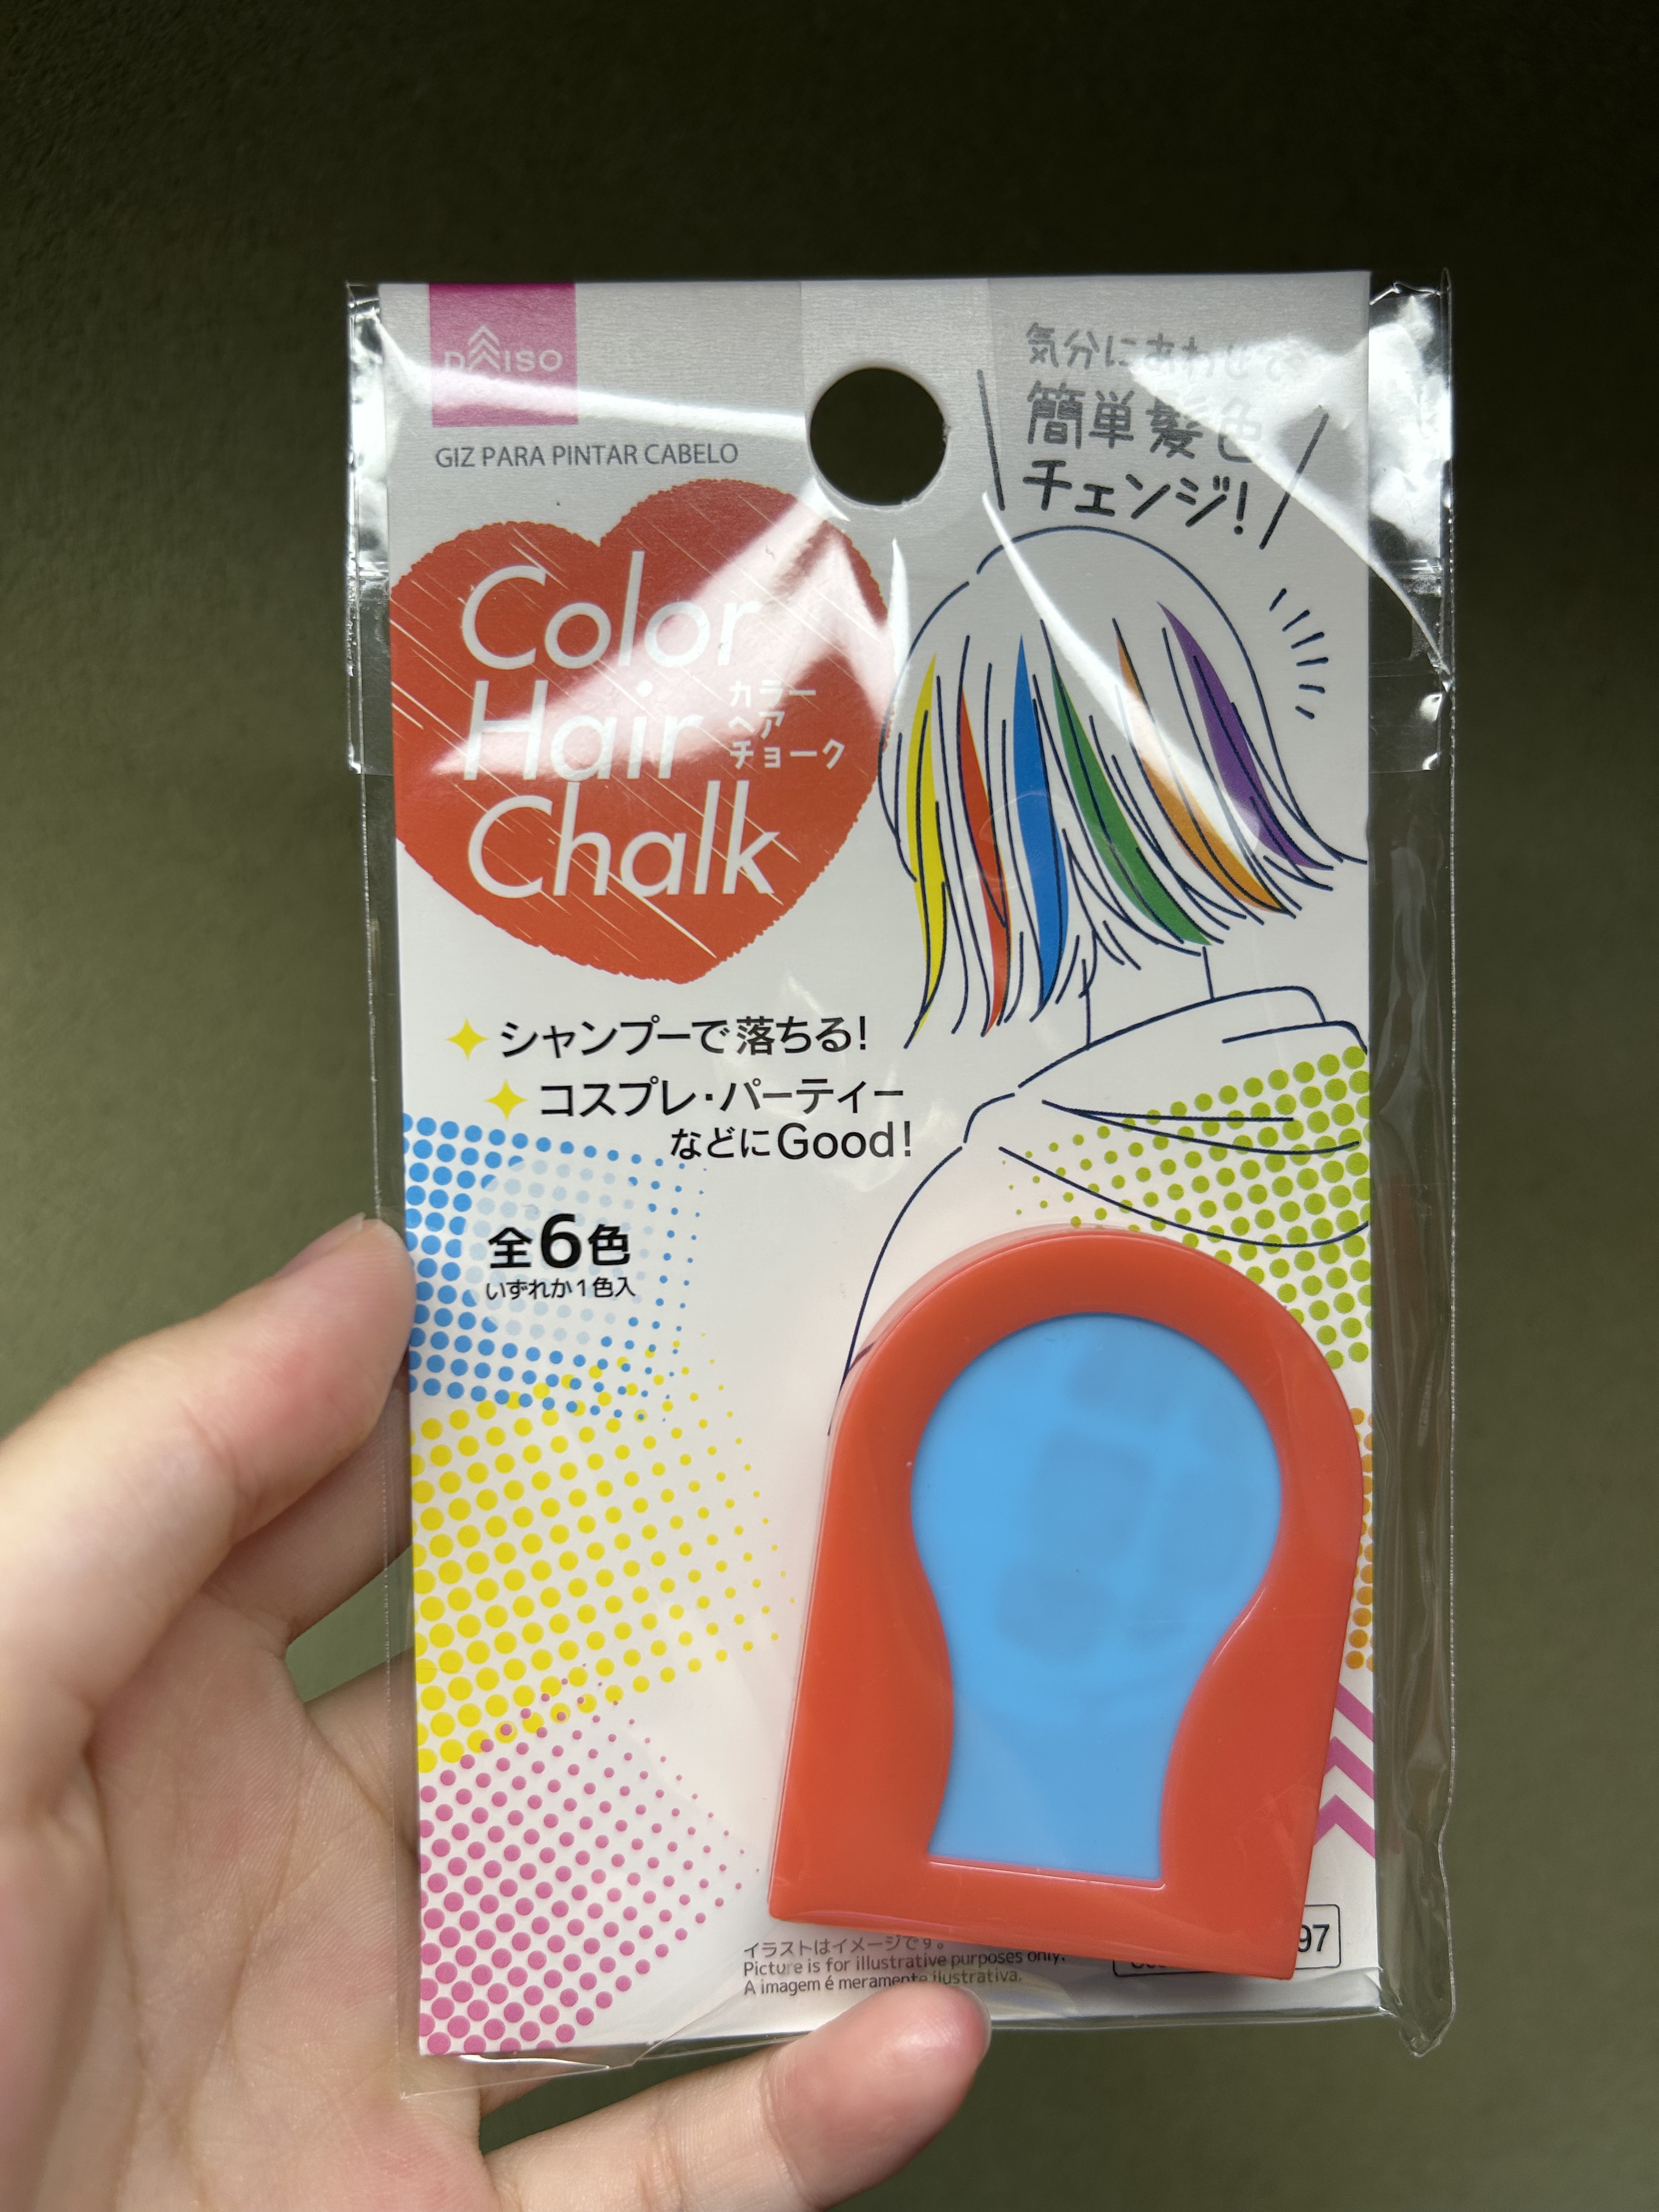 DAISO
GIZ PARA PINTAR CABELO
気分にあわせて
簡単髪色
チェンジ!
Color
Hair
Chalk
カラー
ヘア
チョーク
シャンプーで落ちる!
コスプレ・パーティー
などにGood!
全6色
いずれか1色入
イラストはイメージです。
Picture is for illustrative purposes only.
A imagem é meramente ilustrativa.
97